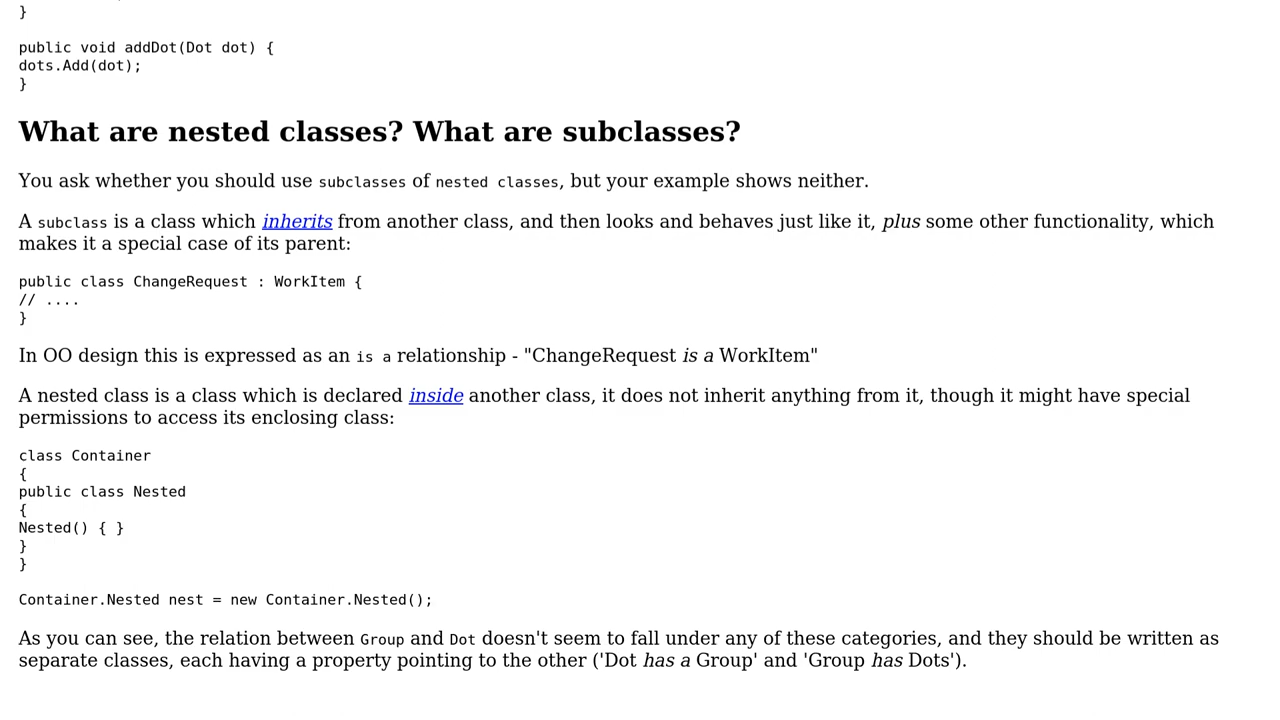 }
public void addDot(Dot dot) {
dots.Add(dot);
}
What are nested classes? What are subclasses?
You ask whether you should use subclasses of nested classes, but your example shows neither.
A subclass is a class which inherits from another class, and then looks and behaves just like it, plus some other functionality, which
makes it a special case of its parent:
public class ChangeRequest : WorkItem {
// ....
}
In OO design this is expressed as an is a relationship - "ChangeRequest is a WorkItem"
A nested class is a class which is declared inside another class, it does not inherit anything from it, though it might have special
permissions to access its enclosing class:
class Container
{
public class Nested
{
Nested() { }
}
}
Container.Nested nest = new Container.Nested();
As you can see, the relation between Group and Dot doesn't seem to fall under any of these categories, and they should be written as
separate classes, each having a property pointing to the other ('Dot has a Group' and 'Group has Dots').